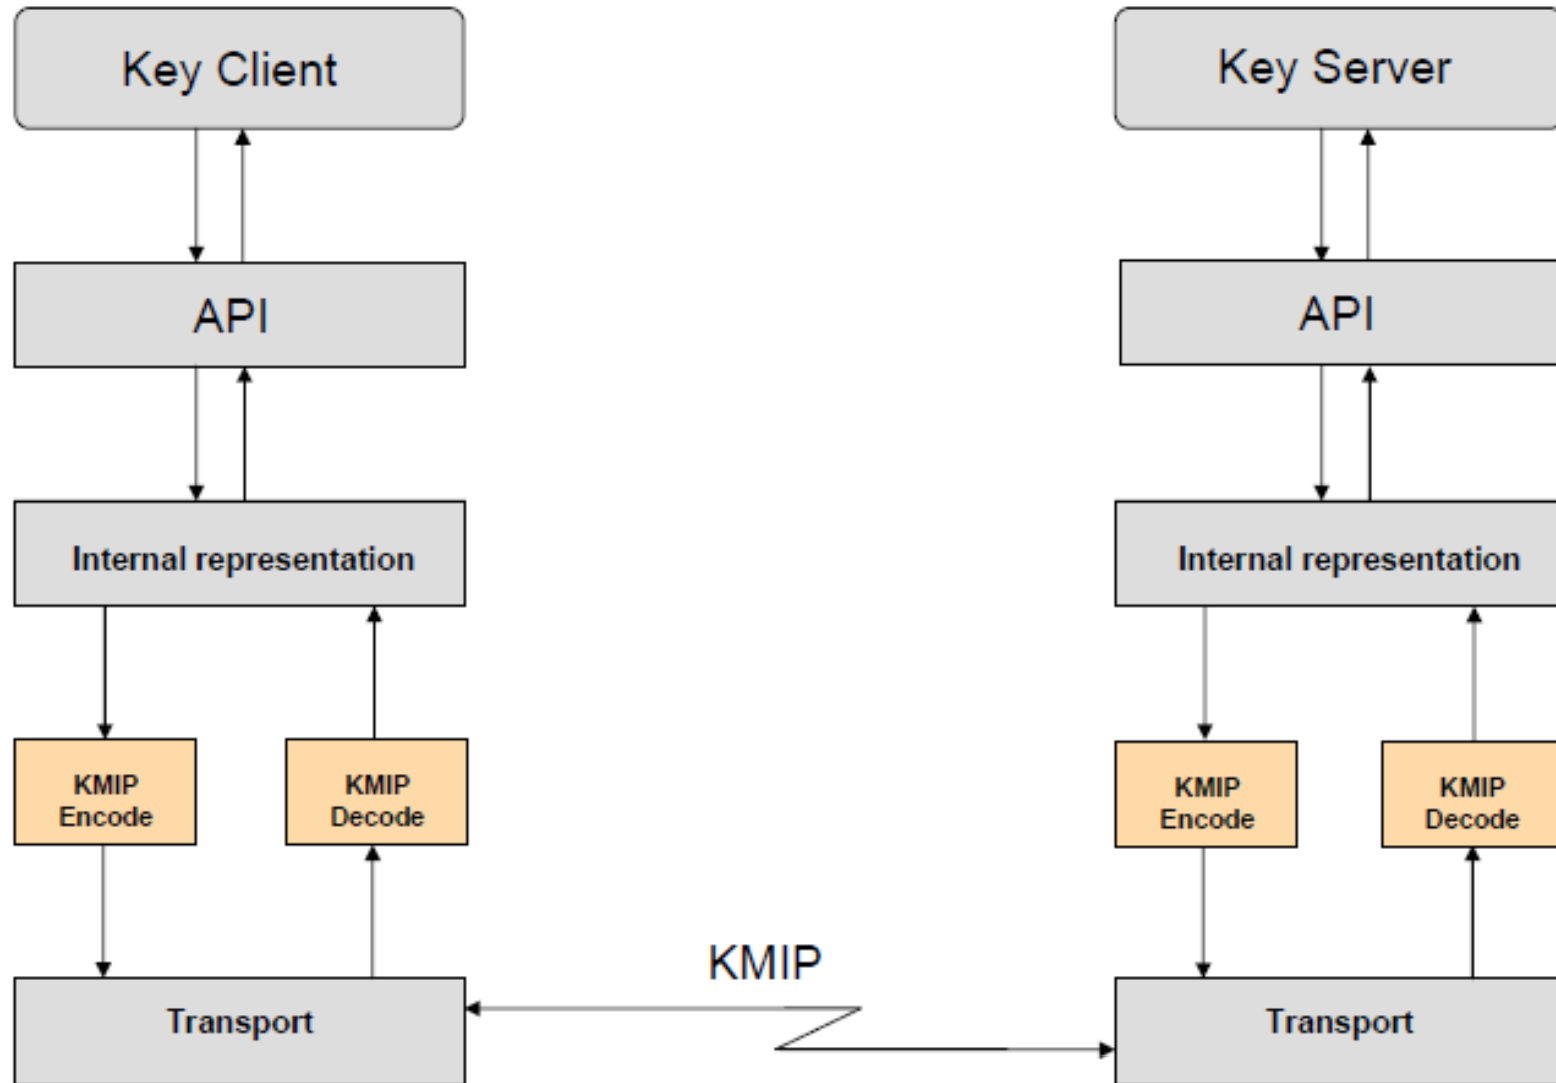 Key Client
Key Server
API
API
Internal representation
Internal representation
KMIP
Encode
KMIP
Decode
KMIP
Encode
KMIP
Decode
KMIP
Transport
Transport